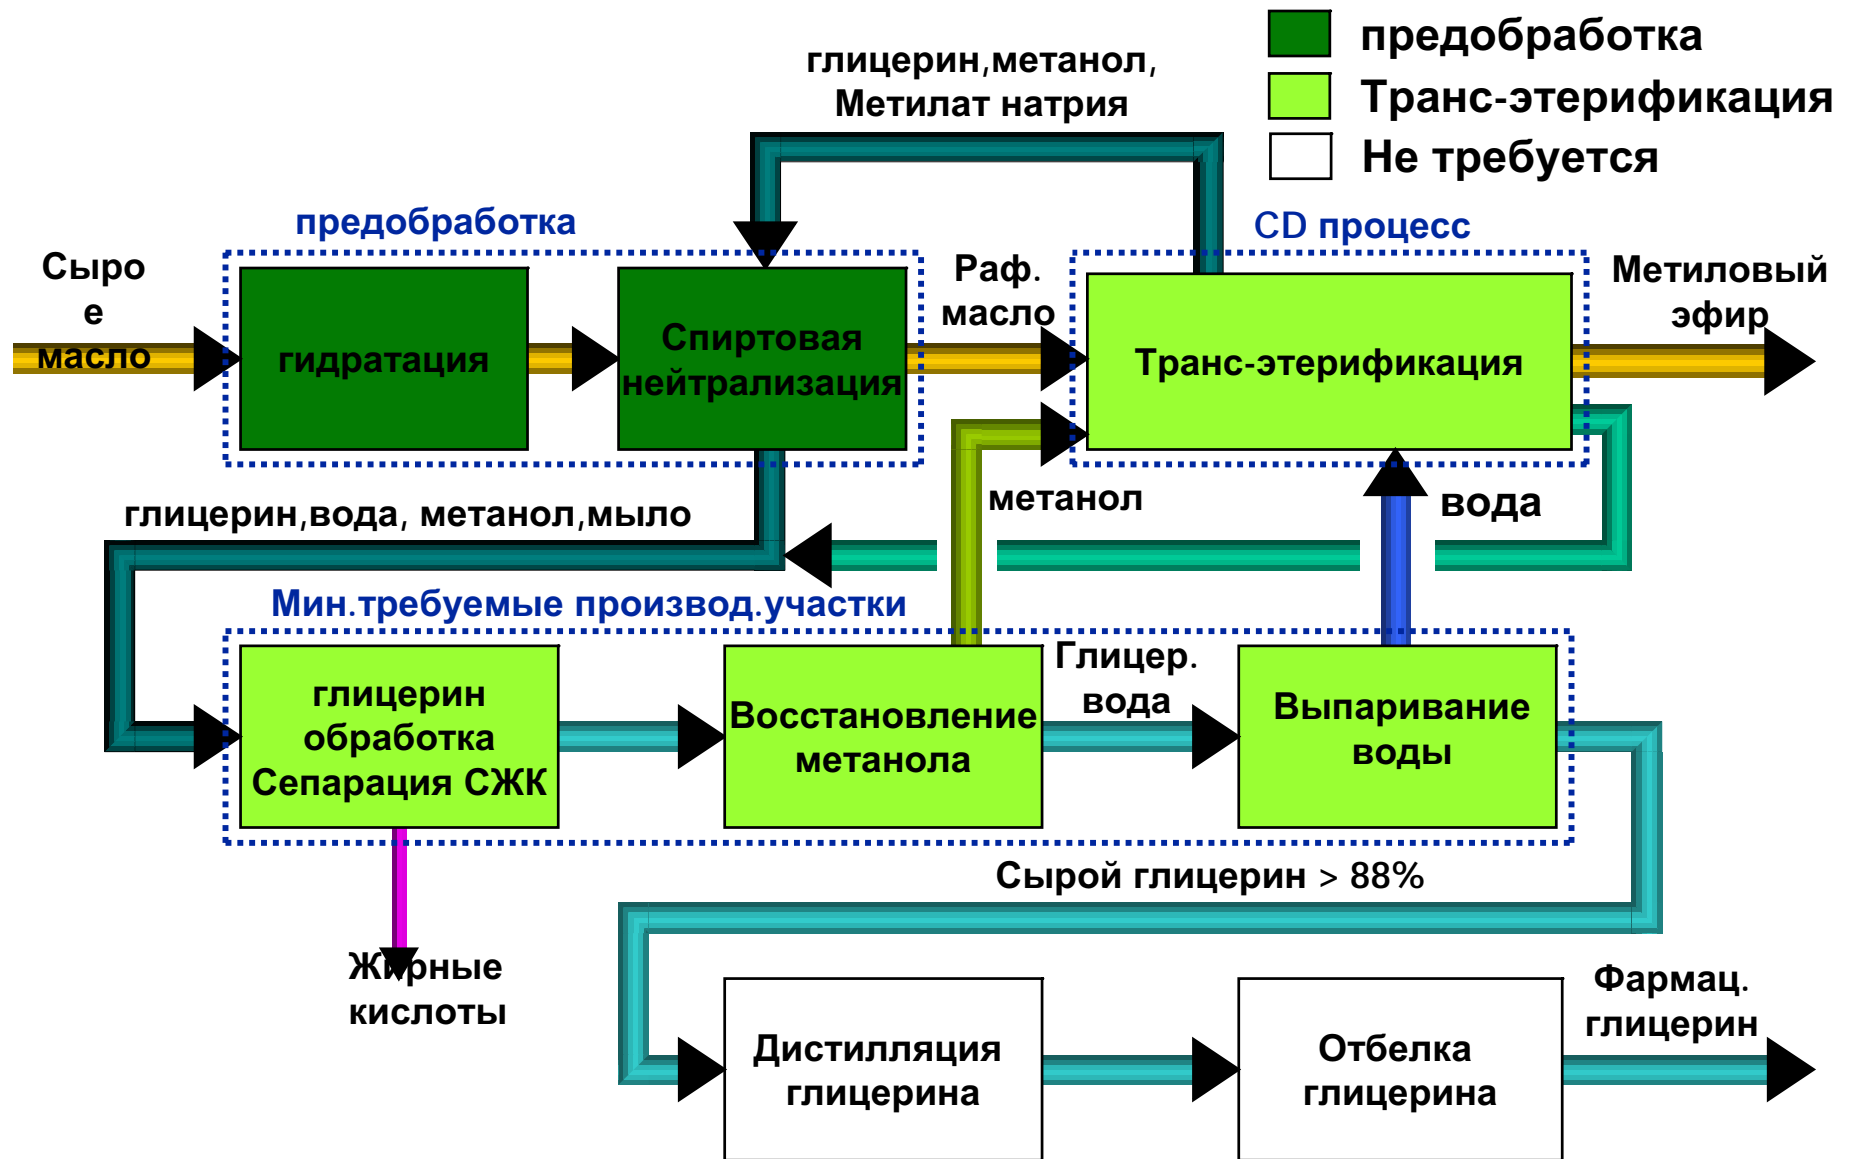 предобработка
Транс-этерификация
Не требуется
глицерин,метанол,
Метилат натрия
предобработка
CD процесс
Сыро
е
масло
гидратация
Спиртовая
нейтрализация
Раф.
масло
Транс-этерификация
Метиловый
эфир
метанол
вода
глицерин,вода, метанол,мыло
Мин.требуемые производ.участки
глицерин
обработка
Сепарация СЖК
Восстановление
метанола
Глицер.
вода
Выпаривание
воды
Сырой глицерин > 88%
Жирные
кислоты
Дистилляция
глицерина
Отбелка
глицерина
Фармац.
глицерин